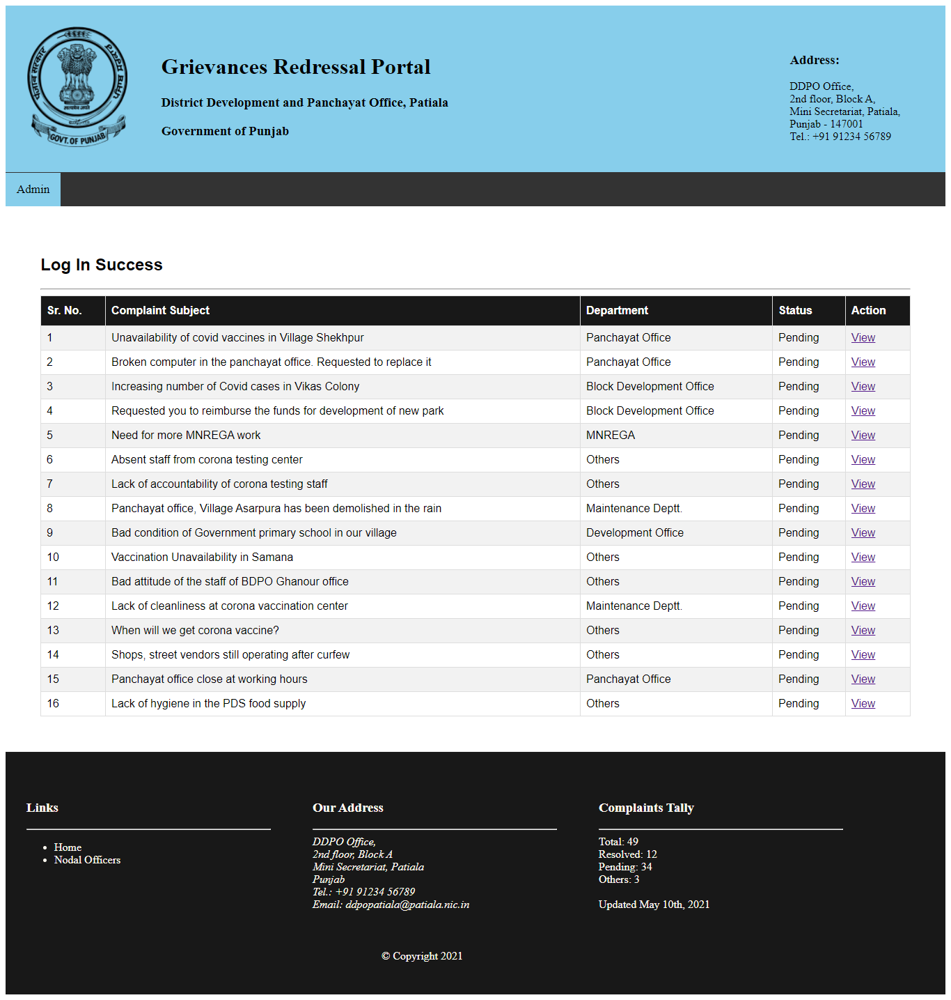 पंजाब सरकार
ਪੰਜਾਬ ਸਰਕਾਰ
सत्यमेव जयते
GOVT. OF PUNJAB
Grievances Redressal Portal
District Development and Panchayat Office, Patiala
Government of Punjab
Address:
DDPO Office,
2nd floor, Block A,
Mini Secretariat, Patiala,
Punjab - 147001
Tel.: +91 91234 56789
Admin
Log In Success
Sr. No. Complaint Subject Department Status Action
1 Unavailability of covid vaccines in Village Shekhpur Panchayat Office Pending View
2 Broken computer in the panchayat office. Requested to replace it Panchayat Office Pending View
3 Increasing number of Covid cases in Vikas Colony Block Development Office Pending View
4 Requested you to reimburse the funds for development of new park Block Development Office Pending View
5 Need for more MNREGA work MNREGA Pending View
6 Absent staff from corona testing center Others Pending View
7 Lack of accountability of corona testing staff Others Pending View
8 Panchayat office, Village Asarpura has been demolished in the rain Maintenance Deptt. Pending View
9 Bad condition of Government primary school in our village Development Office Pending View
10 Vaccination Unavailability in Samana Others Pending View
11 Bad attitude of the staff of BDPO Ghanour office Others Pending View
12 Lack of cleanliness at corona vaccination center Maintenance Deptt. Pending View
13 When will we get corona vaccine? Others Pending View
14 Shops, street vendors still operating after curfew Others Pending View
15 Panchayat office close at working hours Panchayat Office Pending View
16 Lack of hygiene in the PDS food supply Others Pending View
Links
Home
Nodal Officers
Our Address
DDPO Office,
2nd floor, Block A
Mini Secretariat, Patiala
Punjab
Tel.: +91 91234 56789
Email: ddpopatiala@patiala.nic.in
Complaints Tally
Total: 49
Resolved: 12
Pending: 34
Others: 3
Updated May 10th, 2021
© Copyright 2021